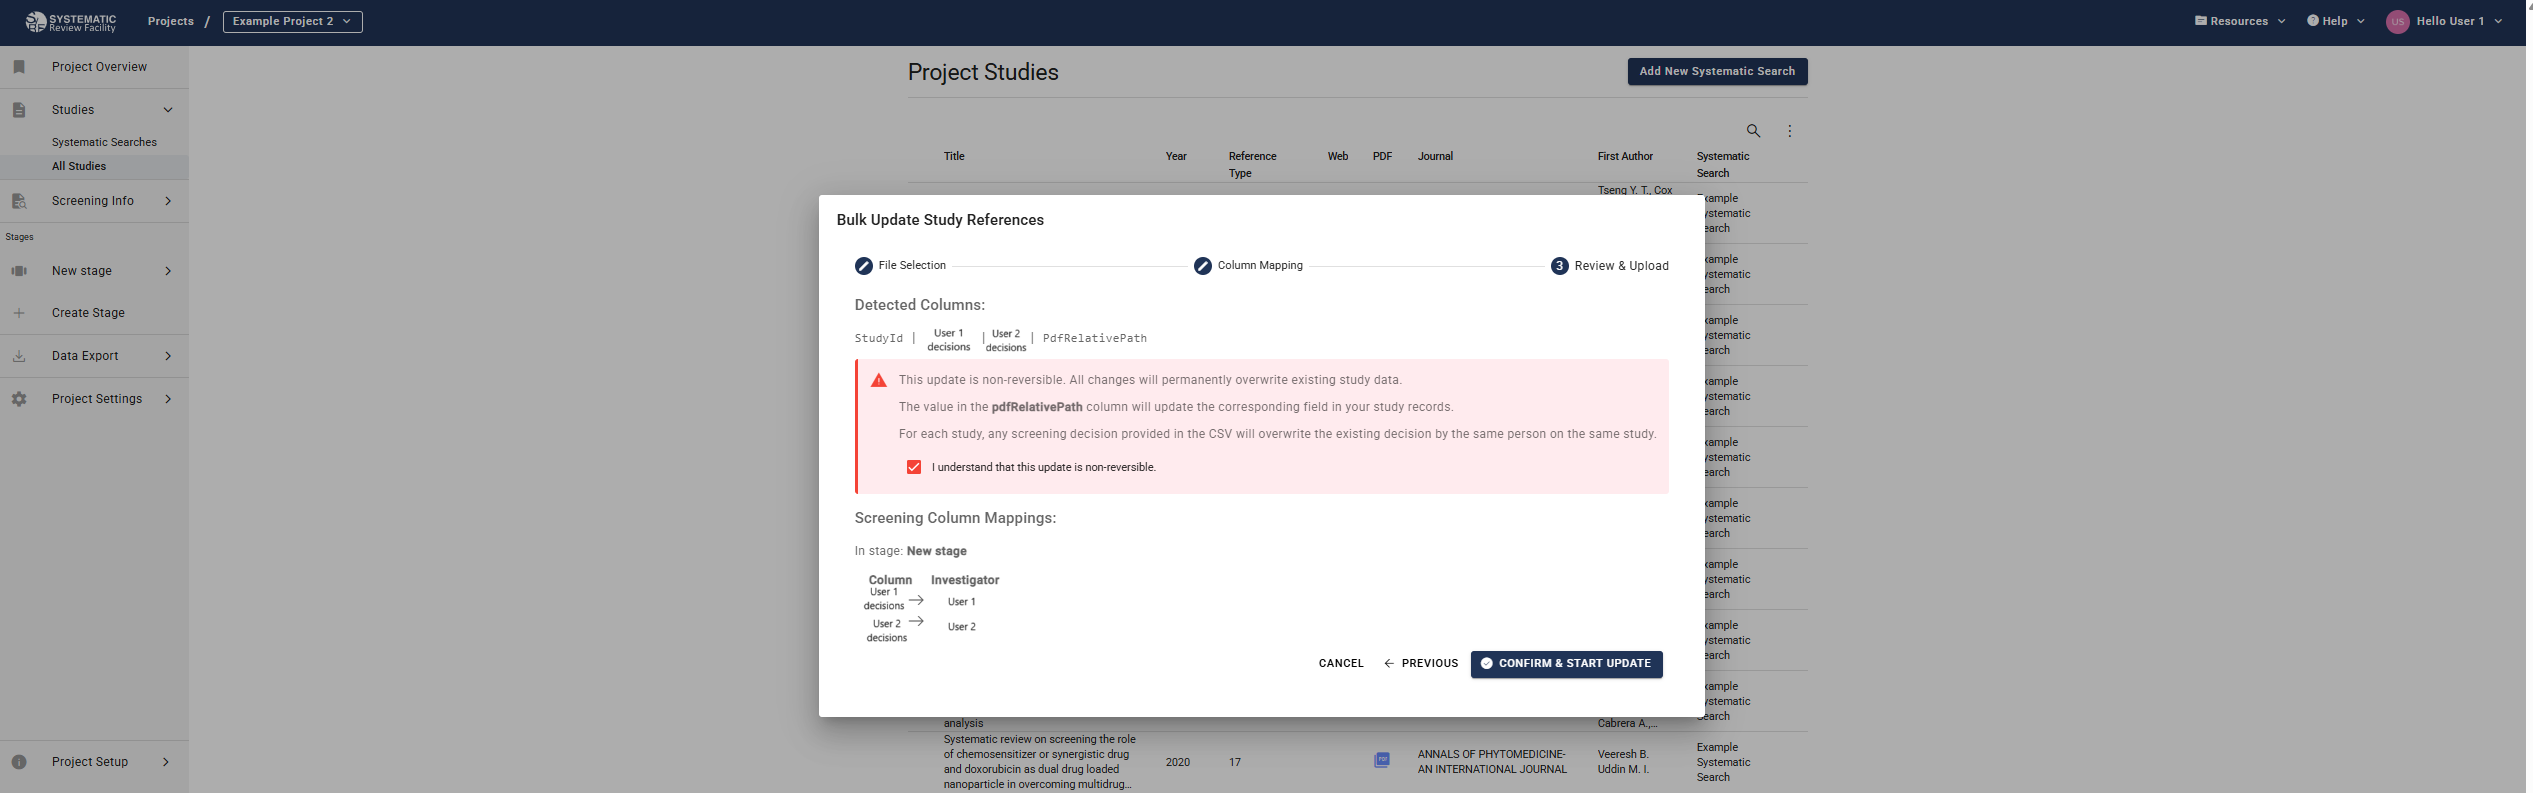 SYSTEMATIC
Review Facility
Projects / Example Project 2
Resources
Help
US Hello User 1
Project Overview
Studies
Systematic Searches
All Studies
Screening Info
Stages
New stage
Create Stage
Data Export
Project Settings
Project Setup
Project Studies
Add New Systematic Search
Title Year Reference Web PDF Journal First Author Systematic
Type Search
Tseng Y. T., Cox
Bulk Update Study References
File Selection Column Mapping 3 Review & Upload
Detected Columns:
StudyId | User 1 decisions | User 2 decisions | PdfRelativePath
This update is non-reversible. All changes will permanently overwrite existing study data.
The value in the pdfRelativePath column will update the corresponding field in your study records.
For each study, any screening decision provided in the CSV will overwrite the existing decision by the same person on the same study.
I understand that this update is non-reversible.
Screening Column Mappings:
In stage: New stage
Column Investigator
User 1 decisions → User 1
User 2 decisions → User 2
CANCEL ← PREVIOUS CONFIRM & START UPDATE
analysis
Cabrera A.,...
Systematic review on screening the role
of chemosensitizer or synergistic drug
and doxorubicin as dual drug loaded
nanoparticle in overcoming multidrug...
2020
17
PDF
ANNALS OF PHYTOMEDICINE-
AN INTERNATIONAL JOURNAL
Veeresh B.
Uddin M. I.
Example
Systematic
Search